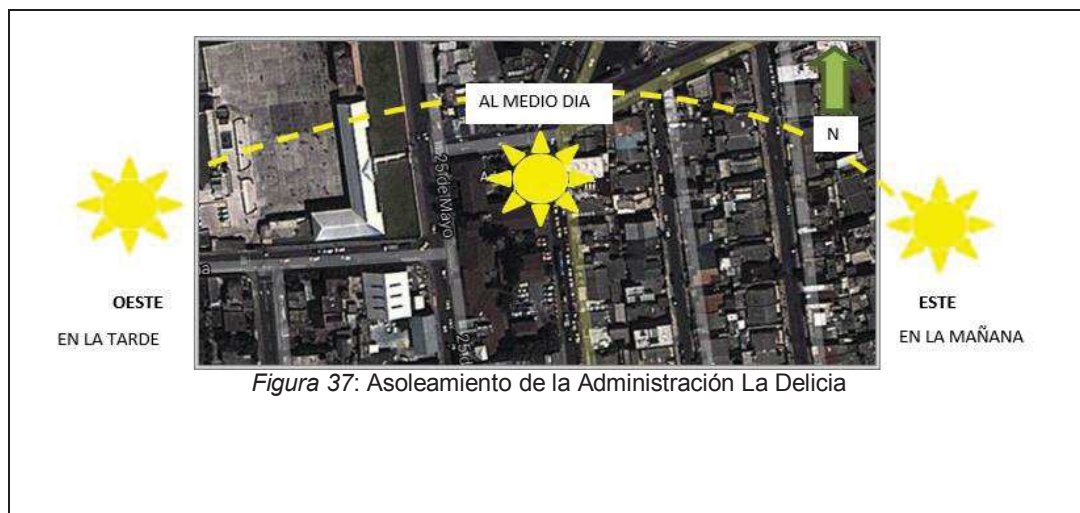 AL MEDIO DIA
N
25 de Mayo
OESTE
EN LA TARDE
ESTE
EN LA MAÑANA
Figura 37: Asoleamiento de la Administración La Delicia